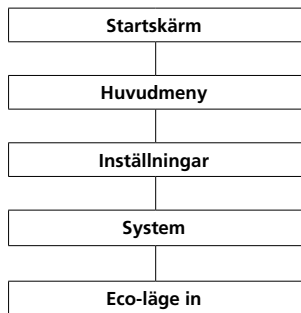 Startskärm
Huvudmeny
Inställningar
System
Eco-läge in